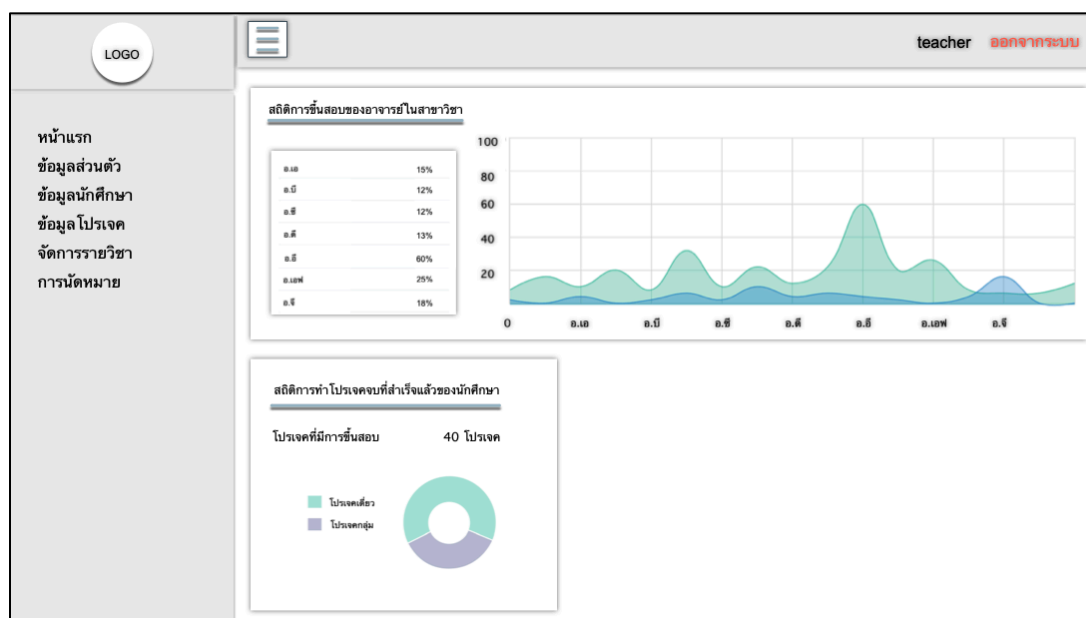 LOGO
teacher ออกจากระบบ
หน้าแรก
ข้อมูลส่วนตัว
ข้อมูลนักศึกษา
ข้อมูลโปรเจค
จัดการรายวิชา
การนัดหมาย
สถิติการขึ้นสอบของอาจารย์ในสาขาวิชา
อ.เอ 15%
อ.บี 12%
อ.ซี 12%
อ.ดี 13%
อ.อี 60%
อ.เอฟ 25%
อ.จี 18%
100
80
60
40
20
0 อ.เอ อ.บี อ.ซี อ.ดี อ.อี อ.เอฟ อ.จี
สถิติการทำโปรเจคจบที่สำเร็จแล้วของนักศึกษา
โปรเจคที่มีการขึ้นสอบ 40 โปรเจค
โปรเจคเดี่ยว
โปรเจคกลุ่ม